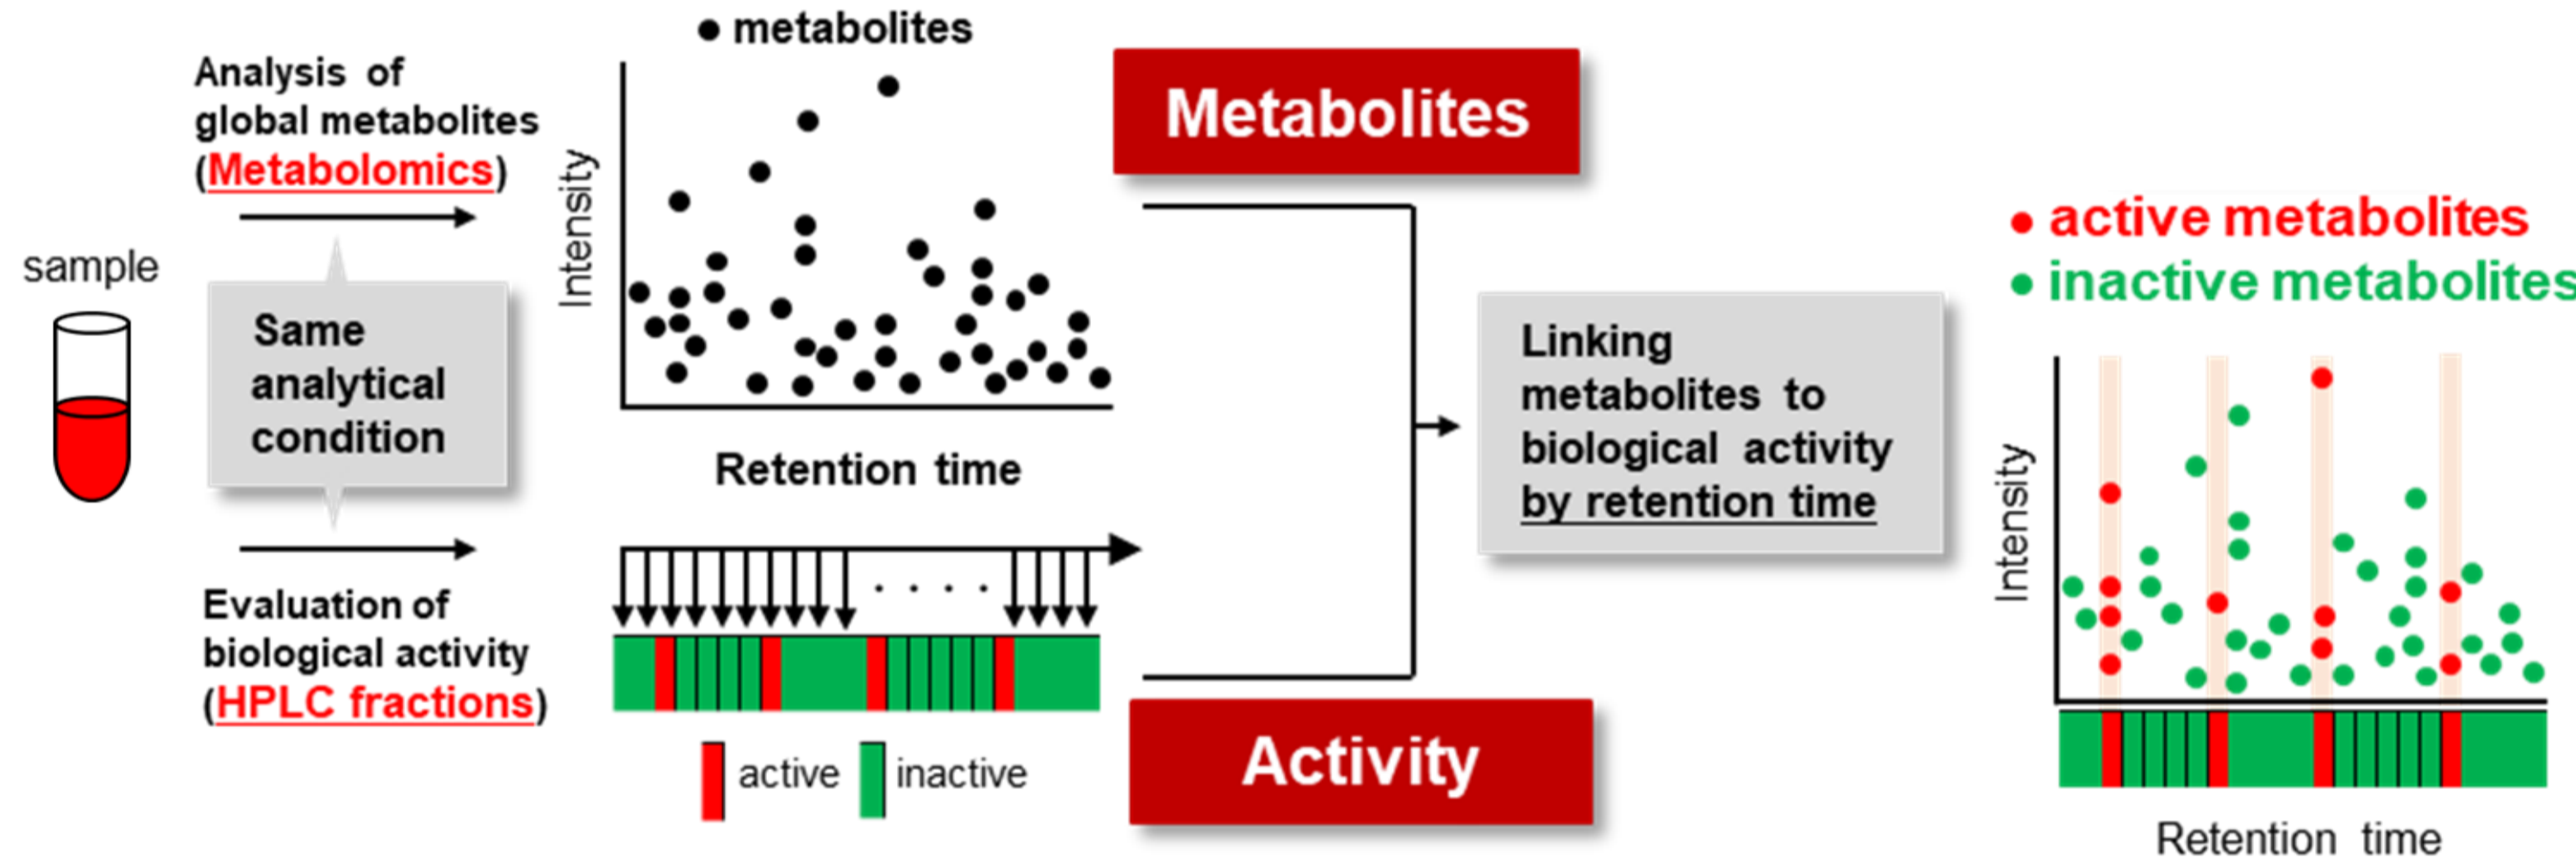 sample
Analysis of
global metabolites
(Metabolomics)
Same
analytical
condition
Evaluation of
biological activity
(HPLC fractions)
metabolites
Intensity
Retention time
active
inactive
Metabolites
Activity
Linking
metabolites to
biological activity
by retention time
active metabolites
inactive metabolites
Intensity
Retention time